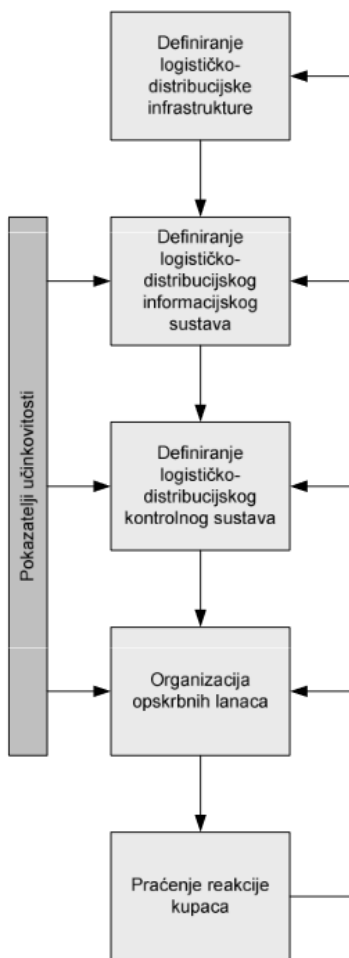 Definiranje
logističko-
distribucijske
infrastrukture
Definiranje
logističko-
distribucijskog
informacijskog
sustava
Pokazatelji učinkovitosti
Definiranje
logističko-
distribucijskog
kontrolnog sustava
Organizacija
opskrbnih lanaca
Praćenje reakcije
kupaca